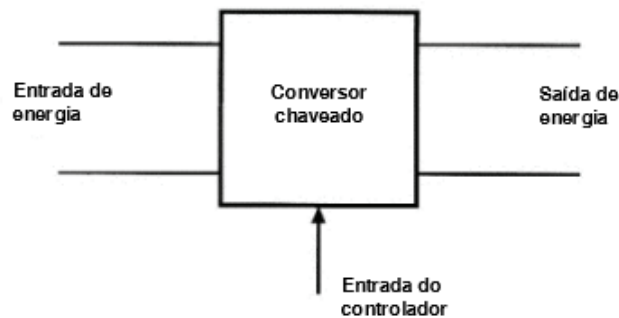 Entrada de
energia
Conversor
chaveado
Saída de
energia
Entrada do
controlador